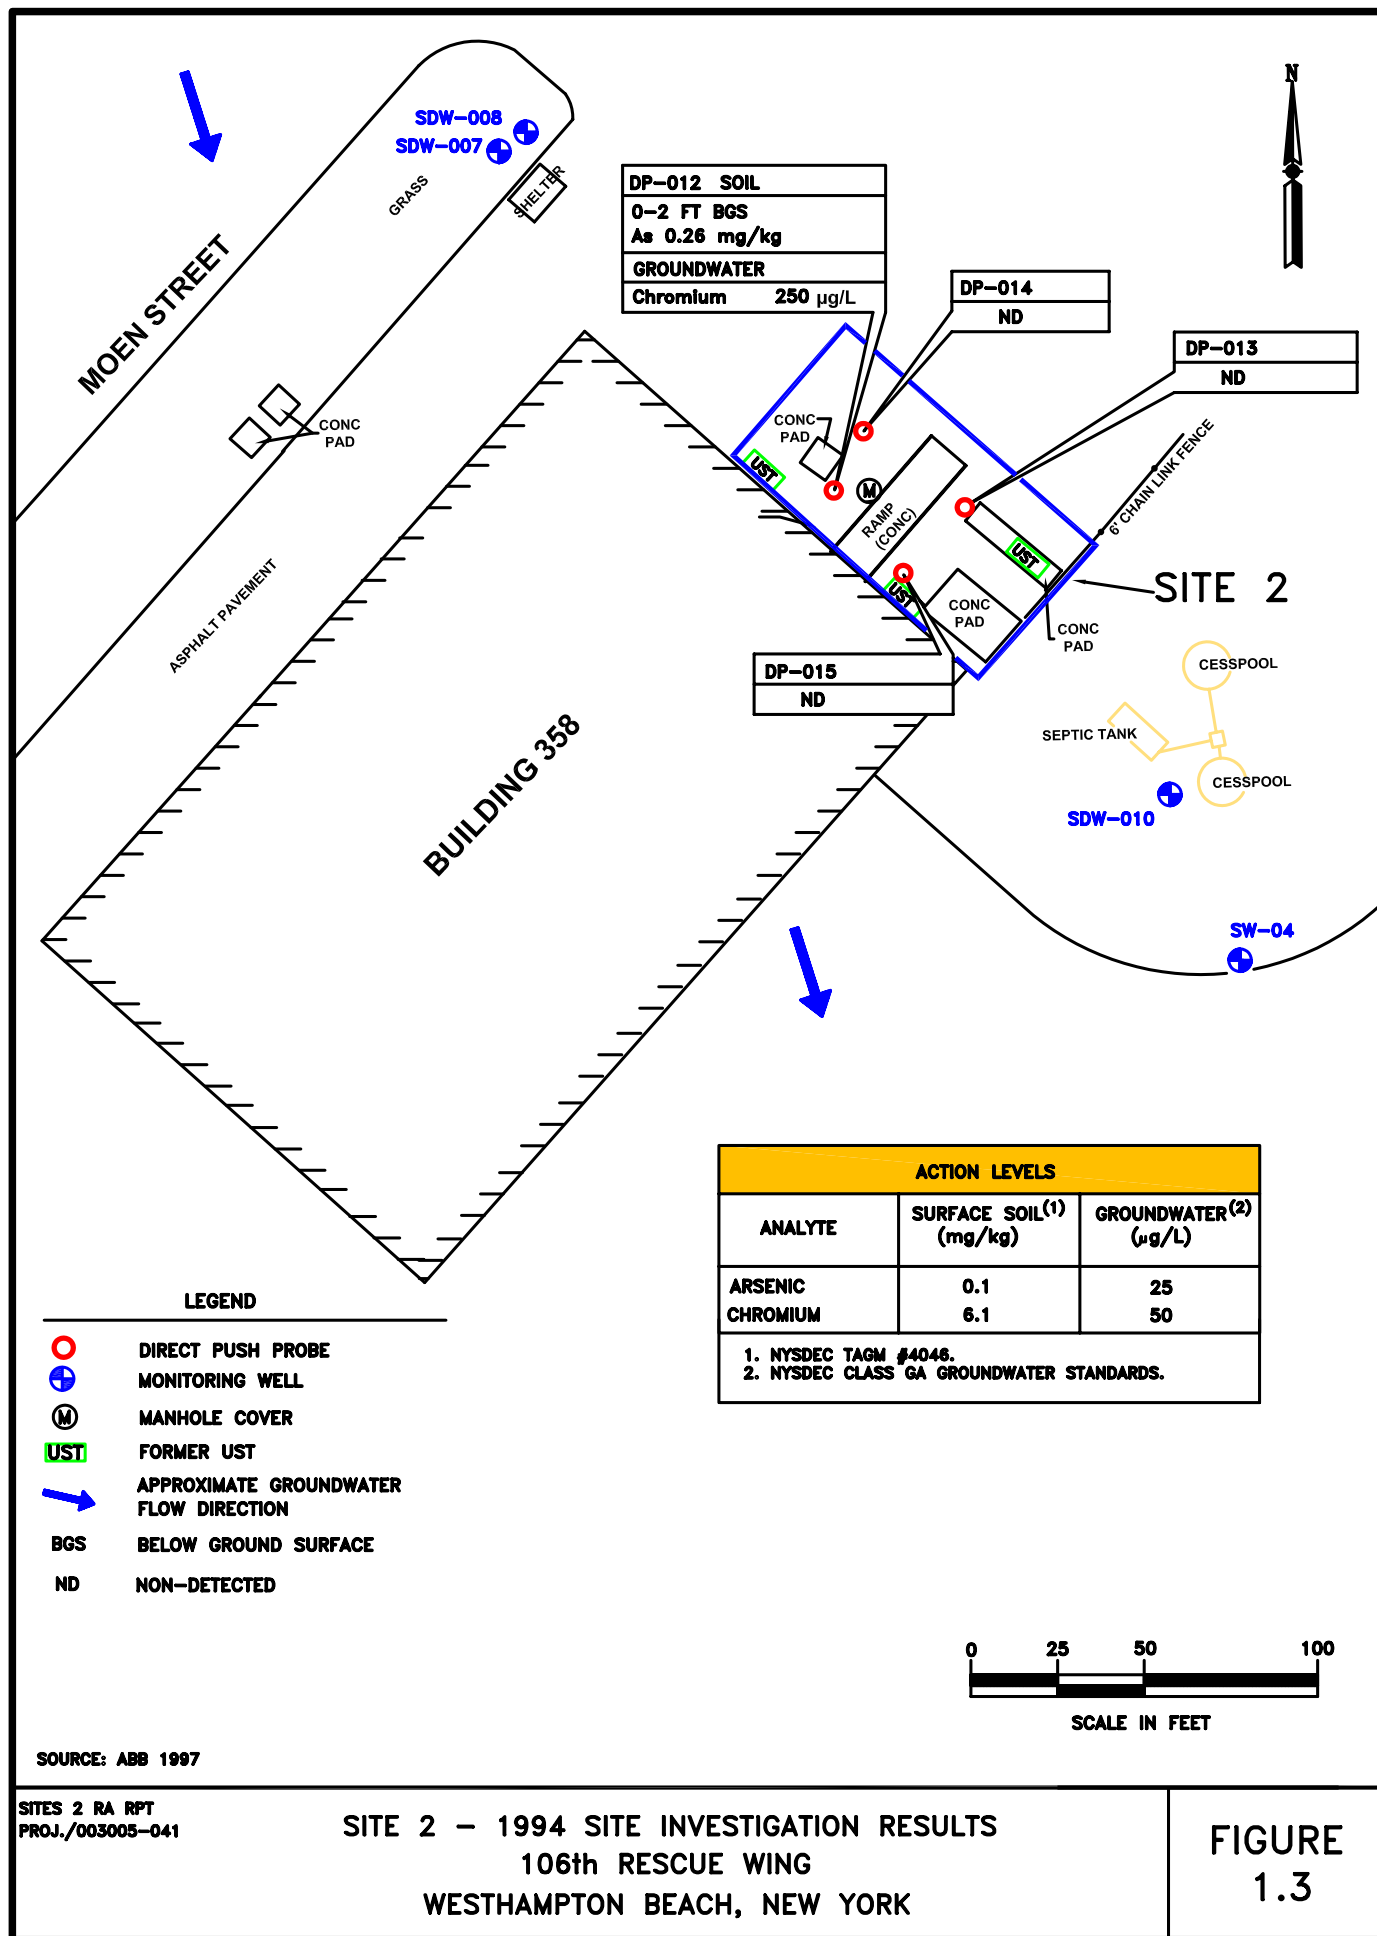 N
SDW-008
SDW-007
GRASS
SHELTER
MOEN STREET
DP-012 SOIL
0-2 FT BGS
As 0.26 mg/kg
GROUNDWATER
Chromium 250 µg/L
DP-014
ND
DP-013
ND
CONC
PAD
CONC
PAD
UST
M
RAMP
(CONC)
6' CHAIN LINK FENCE
UST
UST
CONC
PAD
CONC
PAD
SITE 2
ASPHALT PAVEMENT
DP-015
ND
CESSPOOL
SEPTIC TANK
CESSPOOL
SDW-010
BUILDING 358
SW-04
ACTION LEVELS
ANALYTE
SURFACE SOIL(1)
(mg/kg)
GROUNDWATER(2)
(µg/L)
ARSENIC 0.1 25
CHROMIUM 6.1 50
1. NYSDEC TAGM #4046.
2. NYSDEC CLASS GA GROUNDWATER STANDARDS.
LEGEND
DIRECT PUSH PROBE
MONITORING WELL
M MANHOLE COVER
UST FORMER UST
APPROXIMATE GROUNDWATER
FLOW DIRECTION
BGS BELOW GROUND SURFACE
ND NON-DETECTED
0 25 50 100
SCALE IN FEET
SOURCE: ABB 1997
SITES 2 RA RPT
PROJ./003005-041
SITE 2 - 1994 SITE INVESTIGATION RESULTS
106th RESCUE WING
WESTHAMPTON BEACH, NEW YORK
FIGURE
1.3